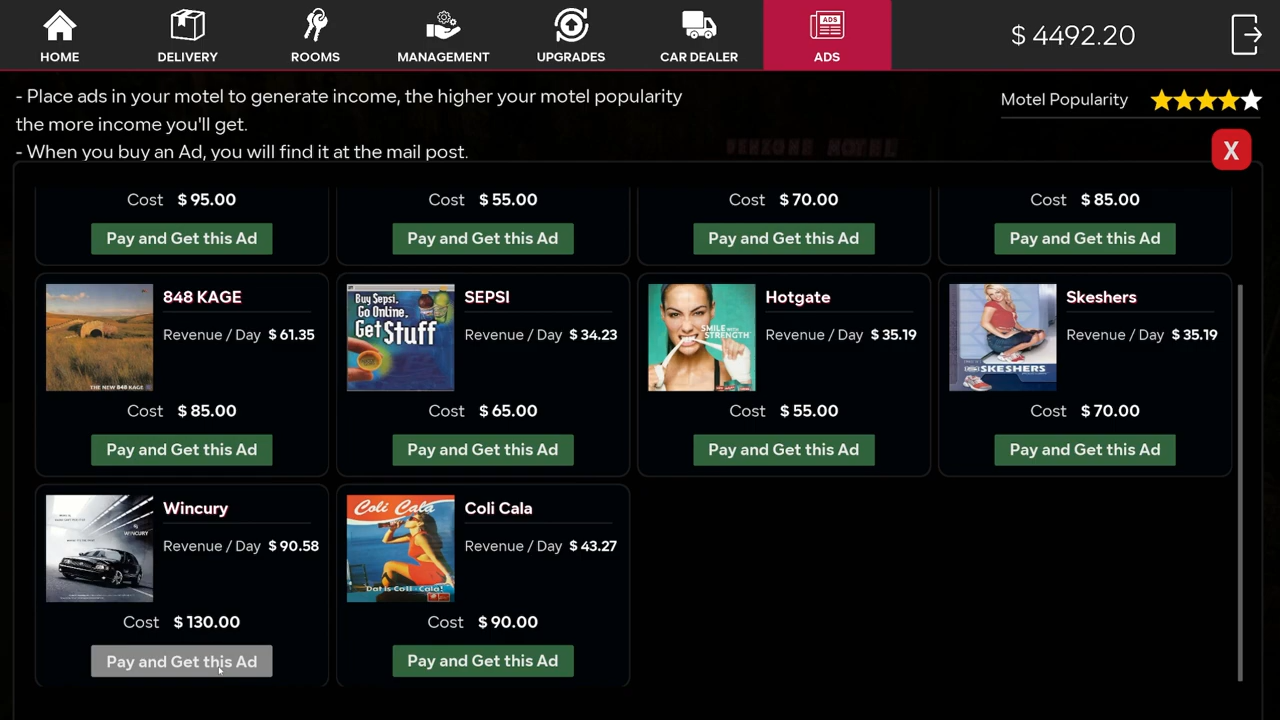 HOME
DELIVERY
ROOMS
MANAGEMENT
UPGRADES
CAR DEALER
ADS
ADS
$ 4492.20
- Place ads in your motel to generate income, the higher your motel popularity
the more income you'll get.
- When you buy an Ad, you will find it at the mail post.
Motel Popularity
X
Cost $ 95.00
Pay and Get this Ad
Cost $ 55.00
Pay and Get this Ad
Cost $ 70.00
Pay and Get this Ad
Cost $ 85.00
Pay and Get this Ad
848 KAGE
Revenue / Day $ 61.35
THE NEW 848 KAGE
Cost $ 85.00
Pay and Get this Ad
Buy Sepsi.
Go Online.
Get Stuff
SEPSI
Revenue / Day $ 34.23
Cost $ 65.00
Pay and Get this Ad
SMILE WITH
STRENGTH
Hotgate
Revenue / Day $ 35.19
Cost $ 55.00
Pay and Get this Ad
SKESHERS
Skeshers
Revenue / Day $ 35.19
Cost $ 70.00
Pay and Get this Ad
WINCURY
Wincury
Revenue / Day $ 90.58
Cost $ 130.00
Pay and Get this Ad
Coli Cala
Dat is Coli - Cala!
Coli Cala
Revenue / Day $ 43.27
Cost $ 90.00
Pay and Get this Ad